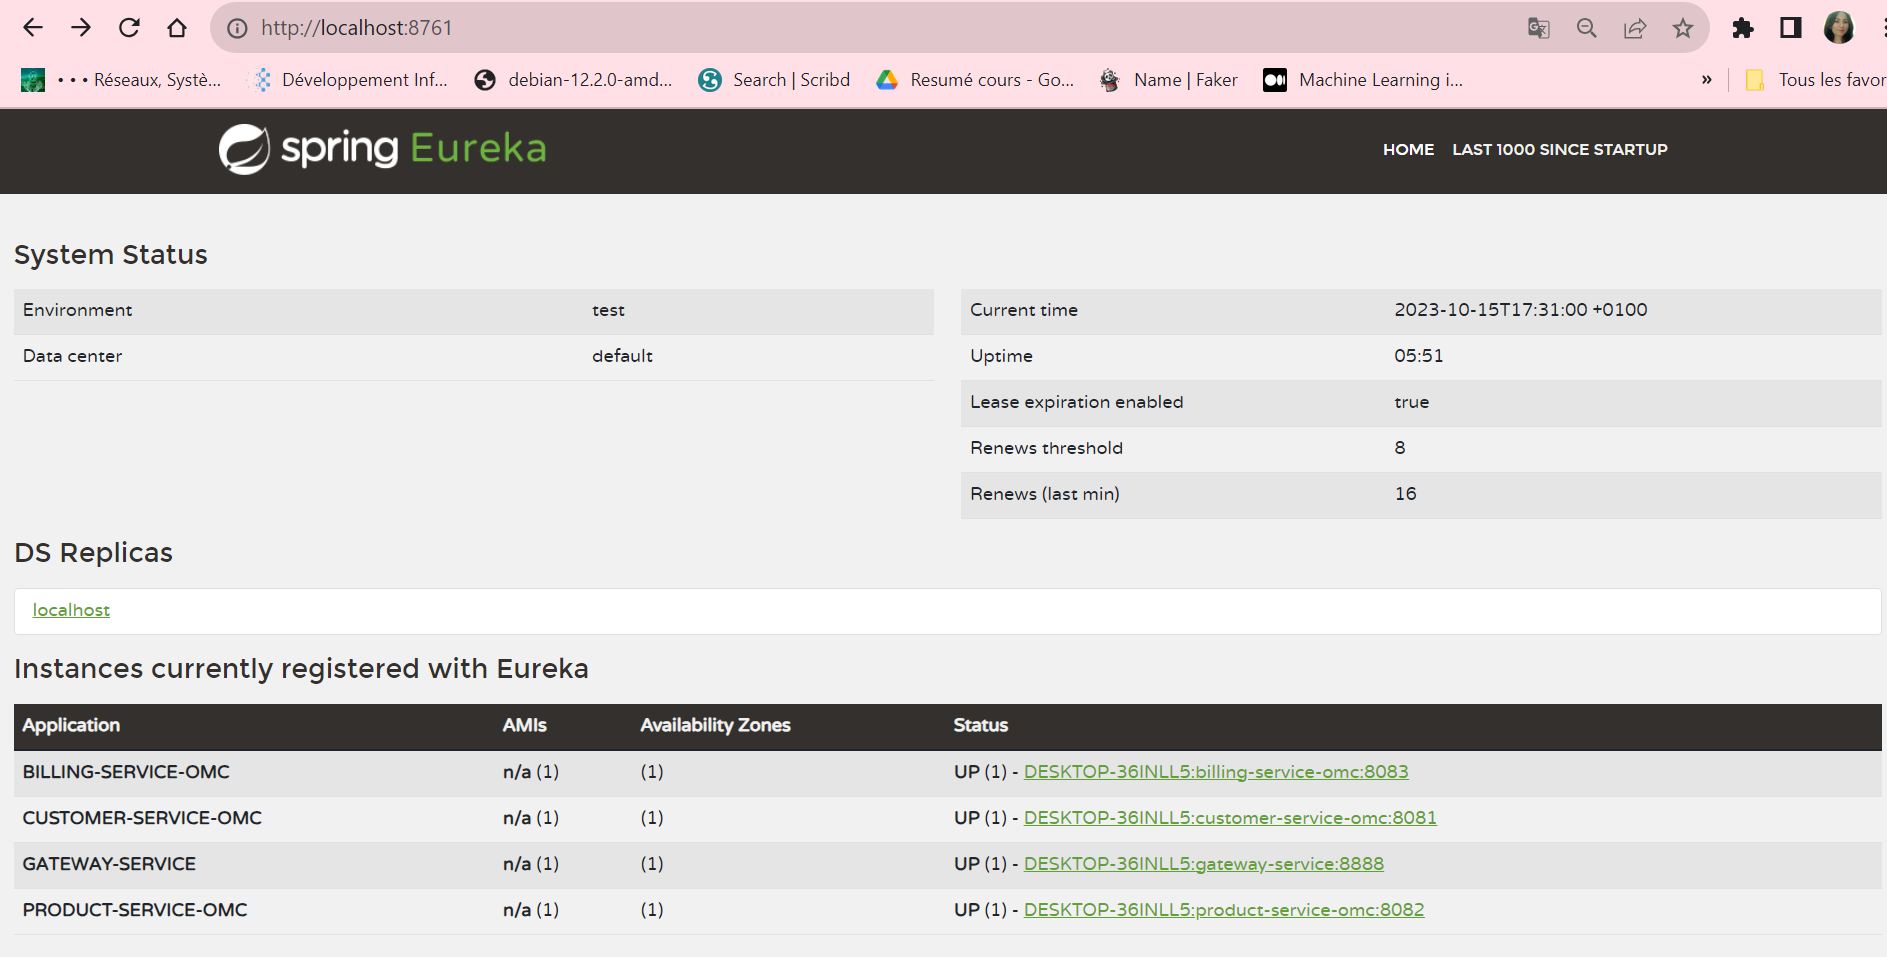 http://localhost:8761
• • • Réseaux, Systè...
Développement Inf...
debian-12.2.0-amd...
Search | Scribd
Resumé cours - Go...
Name | Faker
Machine Learning i...
»
Tous les favor
spring Eureka
HOME
LAST 1000 SINCE STARTUP
System Status
Environment test
Data center default
Current time 2023-10-15T17:31:00 +0100
Uptime 05:51
Lease expiration enabled true
Renews threshold 8
Renews (last min) 16
DS Replicas
localhost
Instances currently registered with Eureka
Application AMIs Availability Zones Status
BILLING-SERVICE-OMC n/a (1) (1) UP (1) - DESKTOP-36INLL5:billing-service-omc:8083
CUSTOMER-SERVICE-OMC n/a (1) (1) UP (1) - DESKTOP-36INLL5:customer-service-omc:8081
GATEWAY-SERVICE n/a (1) (1) UP (1) - DESKTOP-36INLL5:gateway-service:8888
PRODUCT-SERVICE-OMC n/a (1) (1) UP (1) - DESKTOP-36INLL5:product-service-omc:8082